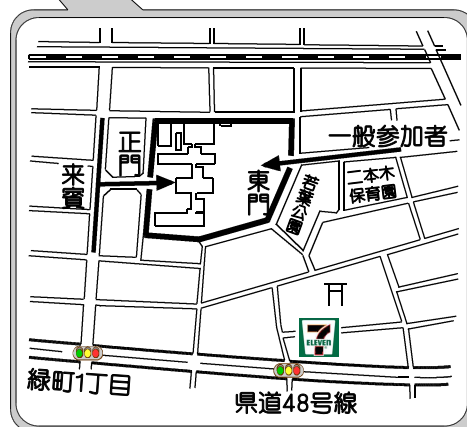 正門
一般参加者
来賓
東門
若葉公園
二本木
保育園
7
ELEVEN
緑町1丁目
県道48号線